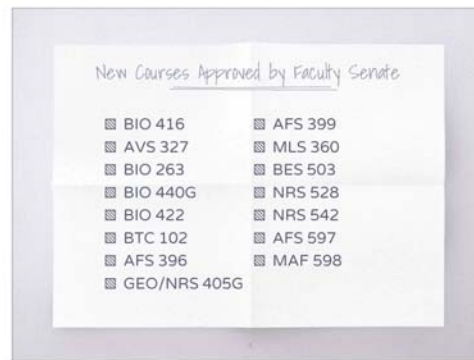 New Courses Approved by Faculty Senate
BIO 416
AVS 327
BIO 263
BIO 440G
BIO 422
BTC 102
AFS 396
GEO/NRS 405G
AFS 399
MLS 360
BES 503
NRS 528
NRS 542
AFS 597
MAF 598